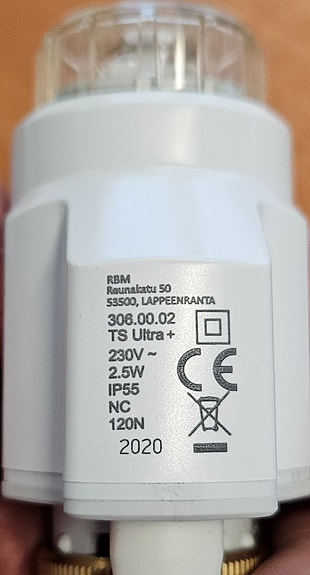 RBM
Reunakatu 50
53500, LAPPEENRANTA
306.00.02
TS Ultra +
230V ~
2.5W
IP55
NC
120N
CE
2020